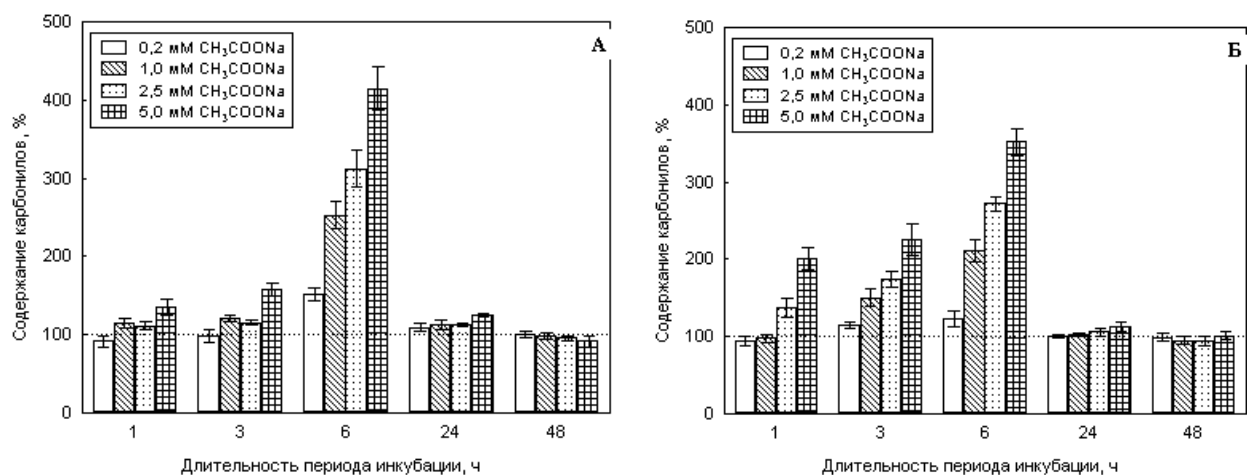 А
0,2 мМ CH₃COONa
1,0 мМ CH₃COONa
2,5 мМ CH₃COONa
5,0 мМ CH₃COONa
Содержание карбонилов, %
500
400
300
200
100
0
1 3 6 24 48
Длительность периода инкубации, ч
Б
0,2 мМ CH₃COONa
1,0 мМ CH₃COONa
2,5 мМ CH₃COONa
5,0 мМ CH₃COONa
Содержание карбонилов, %
500
400
300
200
100
0
1 3 6 24 48
Длительность периода инкубации, ч